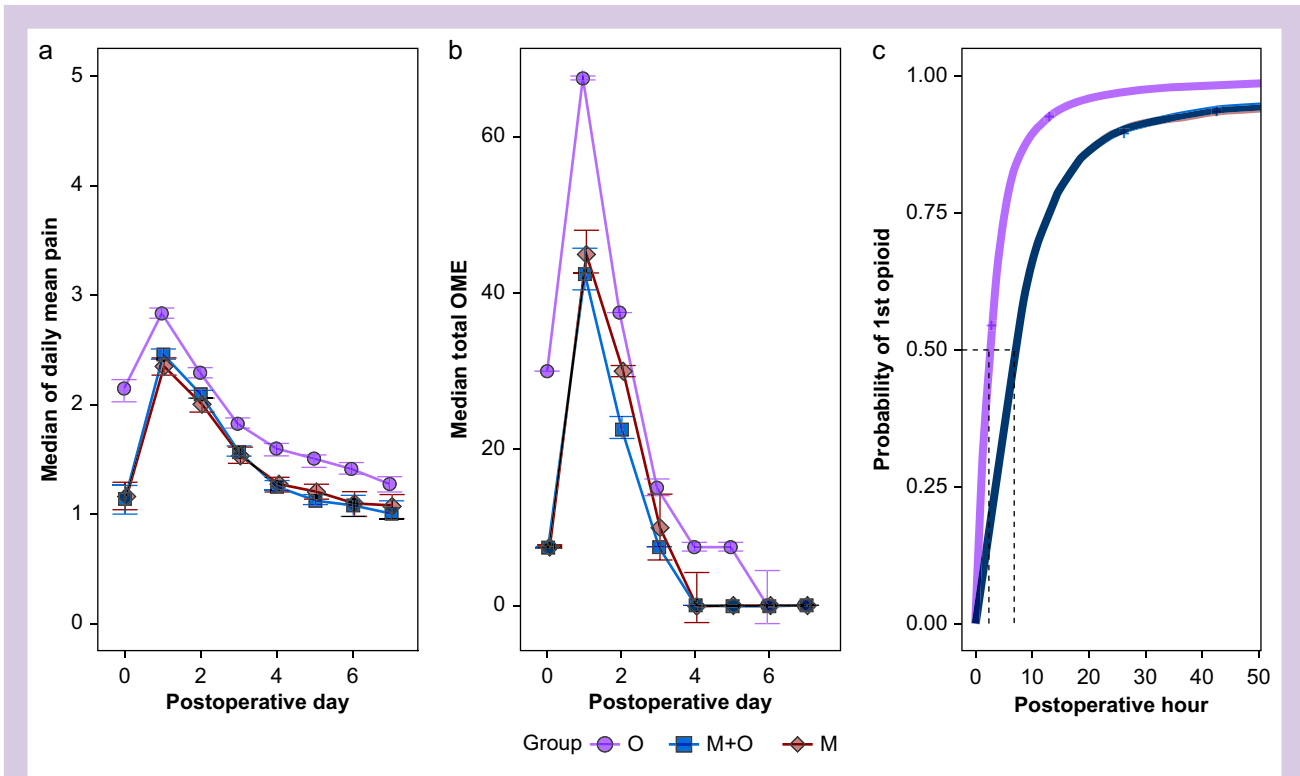 a
5
4
3
2
1
0
Median of daily mean pain
0 2 4 6
Postoperative day
b
60
40
20
0
Median total OME
0 2 4 6
Postoperative day
c
1.00
0.75
0.50
0.25
0.00
Probability of 1st opioid
0 10 20 30 40 50
Postoperative hour
Group O M+O M